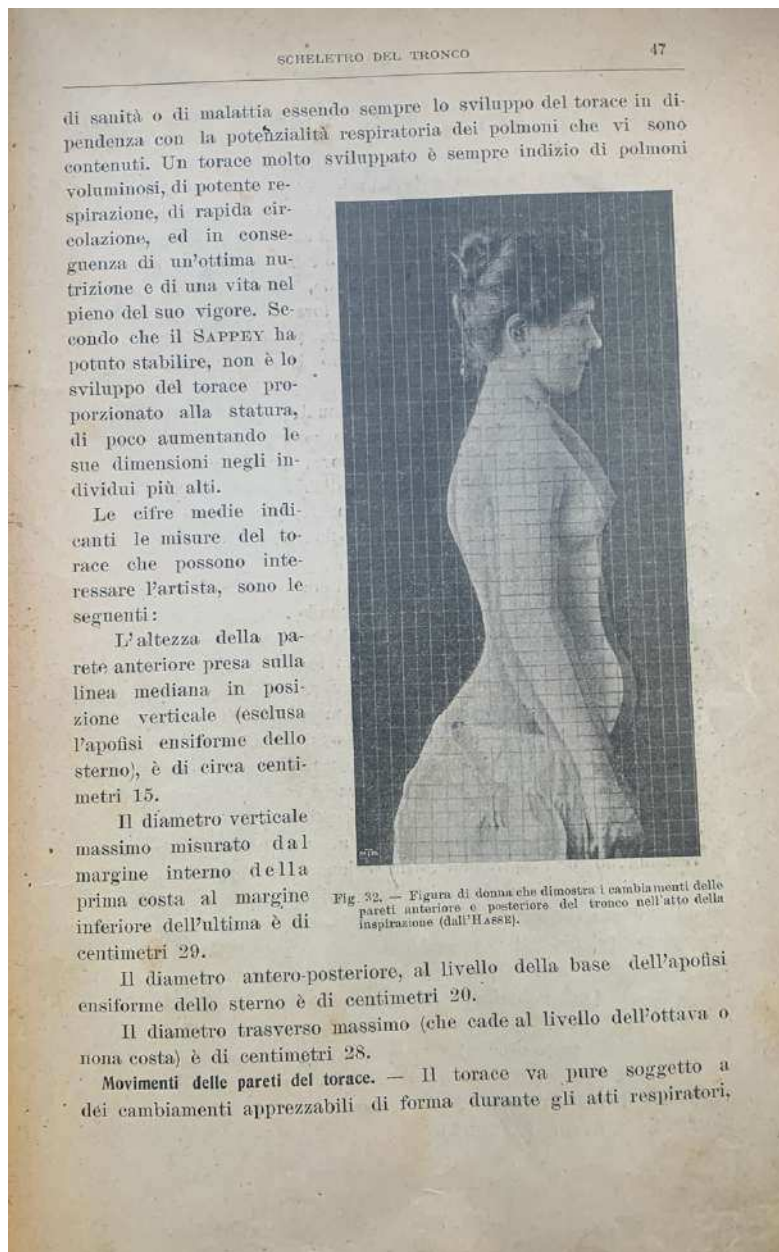 SCHELETRO DEL TRONCO
47
di sanità o di malattia essendo sempre lo sviluppo del torace in di-
pendenza con la potenzialità respiratoria dei polmoni che vi sono
contenuti. Un torace molto sviluppato è sempre indizio di polmoni
voluminosi, di potente re-
spirazione, di rapida cir-
colazione, ed in conse-
guenza di un'ottima nu-
trizione e di una vita nel
pieno del suo vigore. Se-
condo che il SAPPEY ha
potuto stabilire, non è lo
sviluppo del torace pro-
porzionato alla statura,
di poco aumentando le
sue dimensioni negli in-
dividui più alti.
Le cifre medie indi-
canti le misure del to-
race che possono inte-
ressare l'artista, sono le
seguenti:
L'altezza della pa-
rete anteriore presa sulla
linea mediana in posi-
zione verticale (esclusa
l'apofisi ensiforme dello
sterno), è di circa centi-
metri 15.
Il diametro verticale
massimo misurato dal
margine interno della
prima costa al margine
inferiore dell'ultima è di
centimetri 29.
Fig. 32. — Figura di donna che dimostra i cambiamenti delle
pareti anteriore e posteriore del tronco nell'atto della
inspirazione (dall'HASSE).
Il diametro antero-posteriore, al livello della base dell'apofisi
ensiforme dello sterno è di centimetri 20.
Il diametro trasverso massimo (che cade al livello dell'ottava o
nona costa) è di centimetri 28.
Movimenti delle pareti del torace. — Il torace va pure soggetto a
dei cambiamenti apprezzabili di forma durante gli atti respiratori,